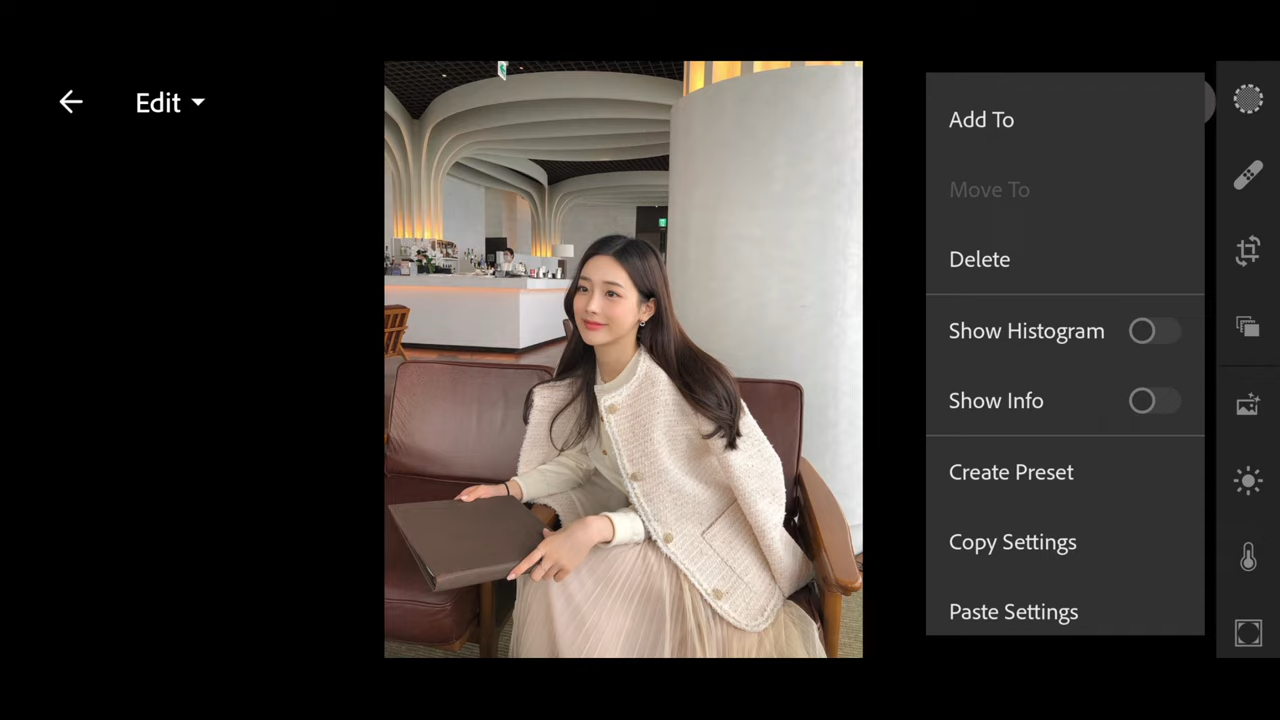 Edit
Add To
Move To
Delete
Show Histogram
Show Info
Create Preset
Copy Settings
Paste Settings